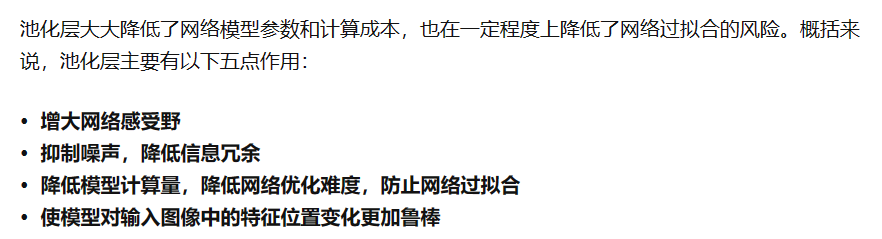 池化层大大降低了网络模型参数和计算成本，也在一定程度上降低了网络过拟合的风险。概括来
说，池化层主要有以下五点作用：
• 增大网络感受野
• 抑制噪声，降低信息冗余
• 降低模型计算量，降低网络优化难度，防止网络过拟合
• 使模型对输入图像中的特征位置变化更加鲁棒